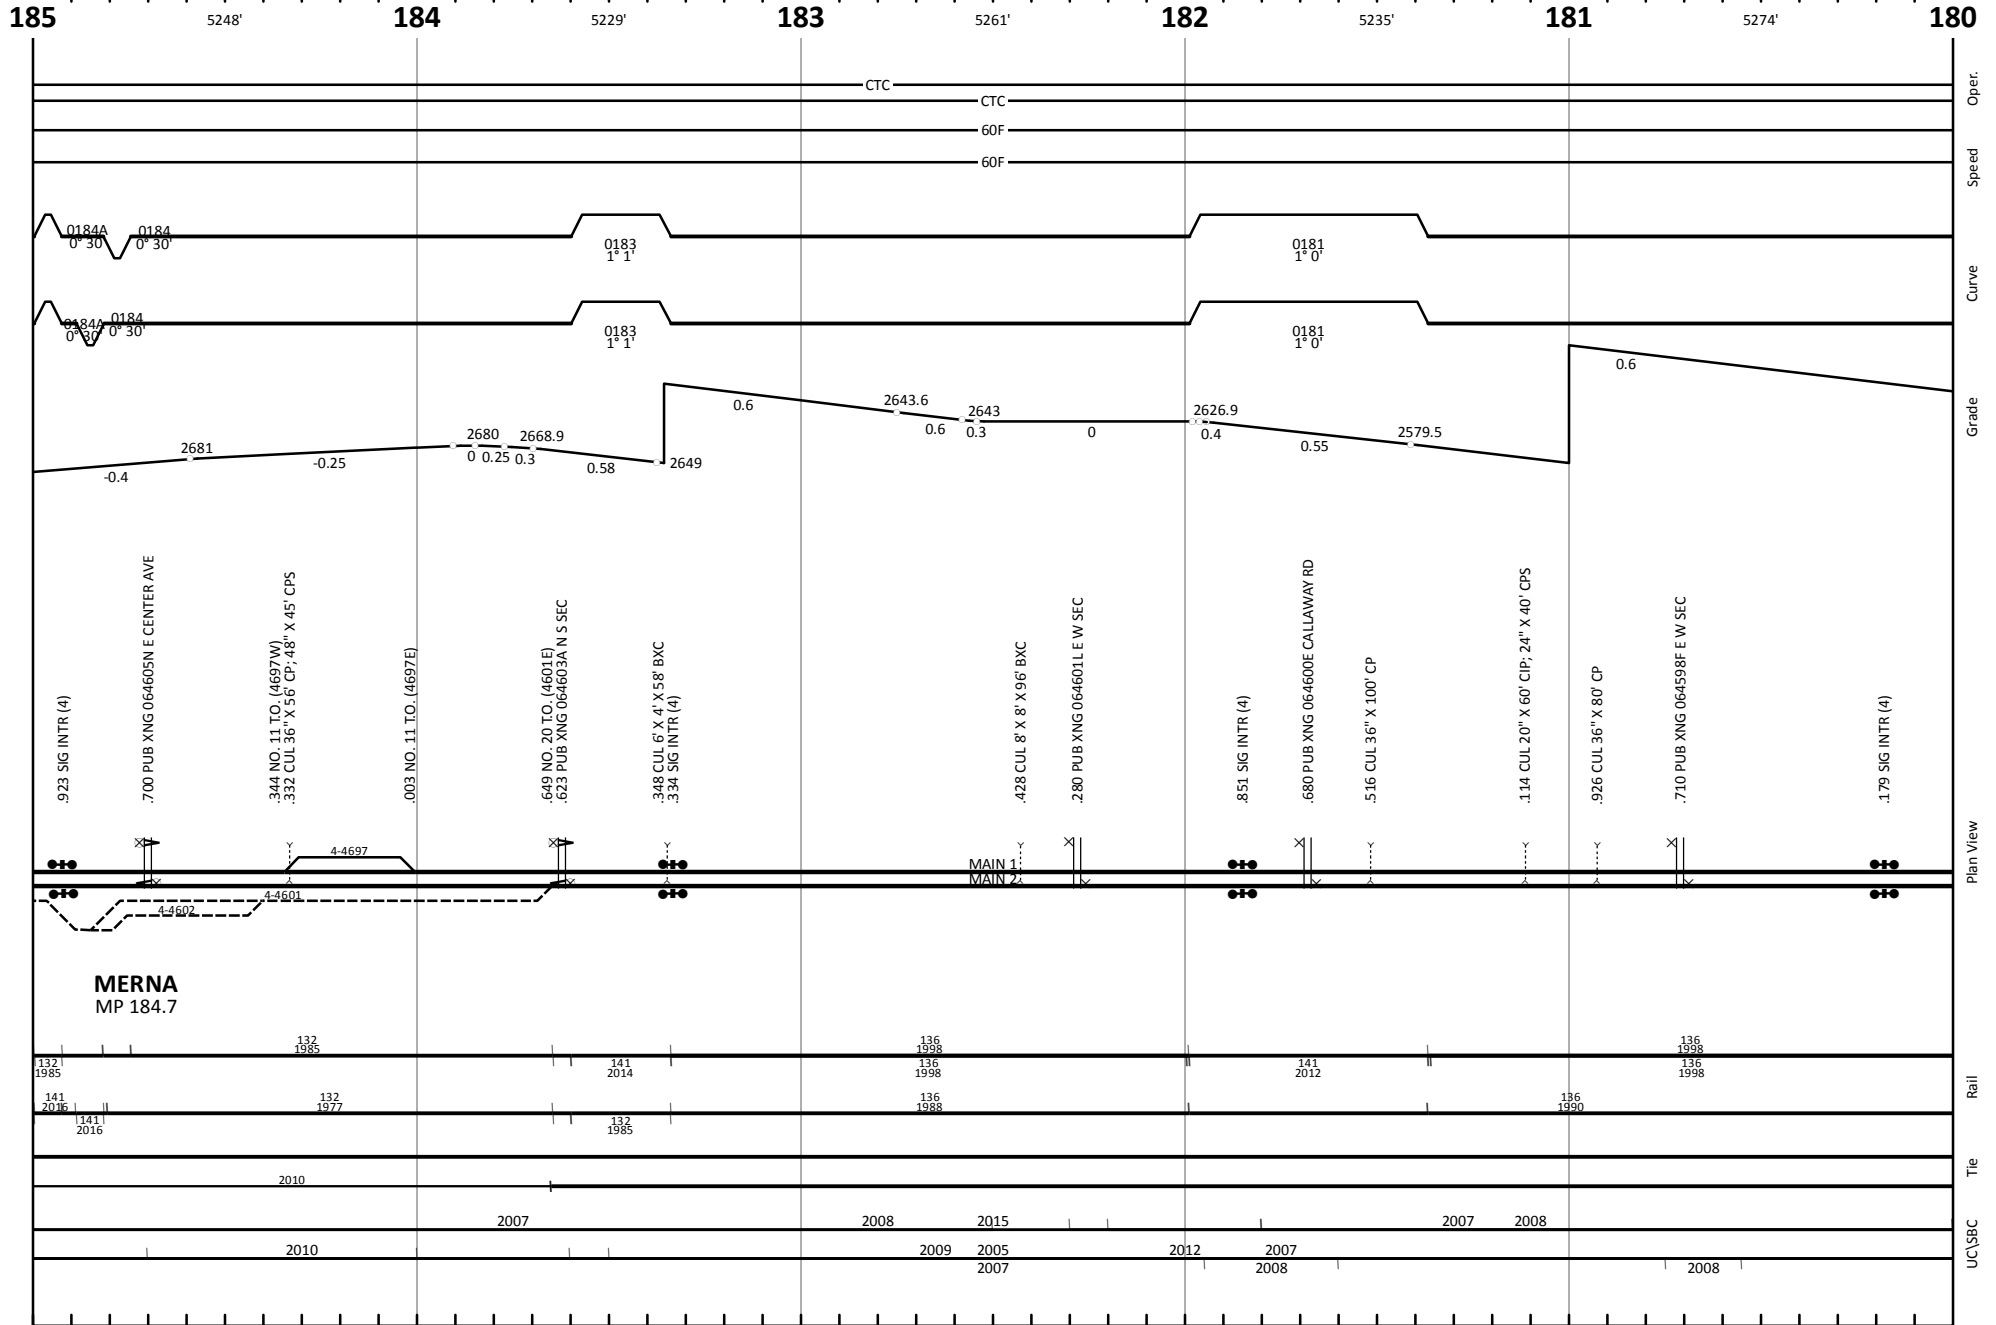 185 5248' 184 5229' 183 5261' 182 5235' 181 5274' 180
CTC
CTC
Oper.
60F
60F
Speed
0184A
0° 30'
0184
0° 30'
0183
1° 1'
0181
1° 0'
0184A
0° 30'
0184
0° 30'
0183
1° 1'
0181
1° 0'
Curve
-0.4
2681
-0.25
2680
0
0.25
2668.9
0.3
0.58
2649
0.6
2643.6
0.6
2643
0.3
0
2626.9
0.4
0.55
2579.5
0.6
Grade
.923 SIG INTR (4)
.700 PUB XNG 064605N E CENTER AVE
.344 NO. 11 T.O. (4697W)
.332 CUL 36" X 56' CP; 48" X 45' CPS
.003 NO. 11 T.O. (4697E)
.649 NO. 20 T.O. (4601E)
.623 PUB XNG 064603A N S SEC
.348 CUL 6' X 4' X 58' BXC
.334 SIG INTR (4)
.428 CUL 8' X 8' X 96' BXC
.280 PUB XNG 064601L E W SEC
.851 SIG INTR (4)
.680 PUB XNG 064600E CALLAWAY RD
.516 CUL 36" X 100' CP
.114 CUL 20" X 60' CIP; 24" X 40' CPS
.926 CUL 36" X 80' CP
.710 PUB XNG 064598F E W SEC
.179 SIG INTR (4)
4-4697
MAIN 1
MAIN 2
4-4601
4-4602
Plan View
MERNA
MP 184.7
132
1985
136
1998
136
1998
132
1985
141
2014
136
1998
141
2012
136
1998
141
2016
132
1977
136
1988
136
1990
141
2016
132
1985
Rail
2010
Tie
2007 2008 2015 2007 2008
2010 2009 2005 2012 2007
2007 2008 2008
UC\SBC